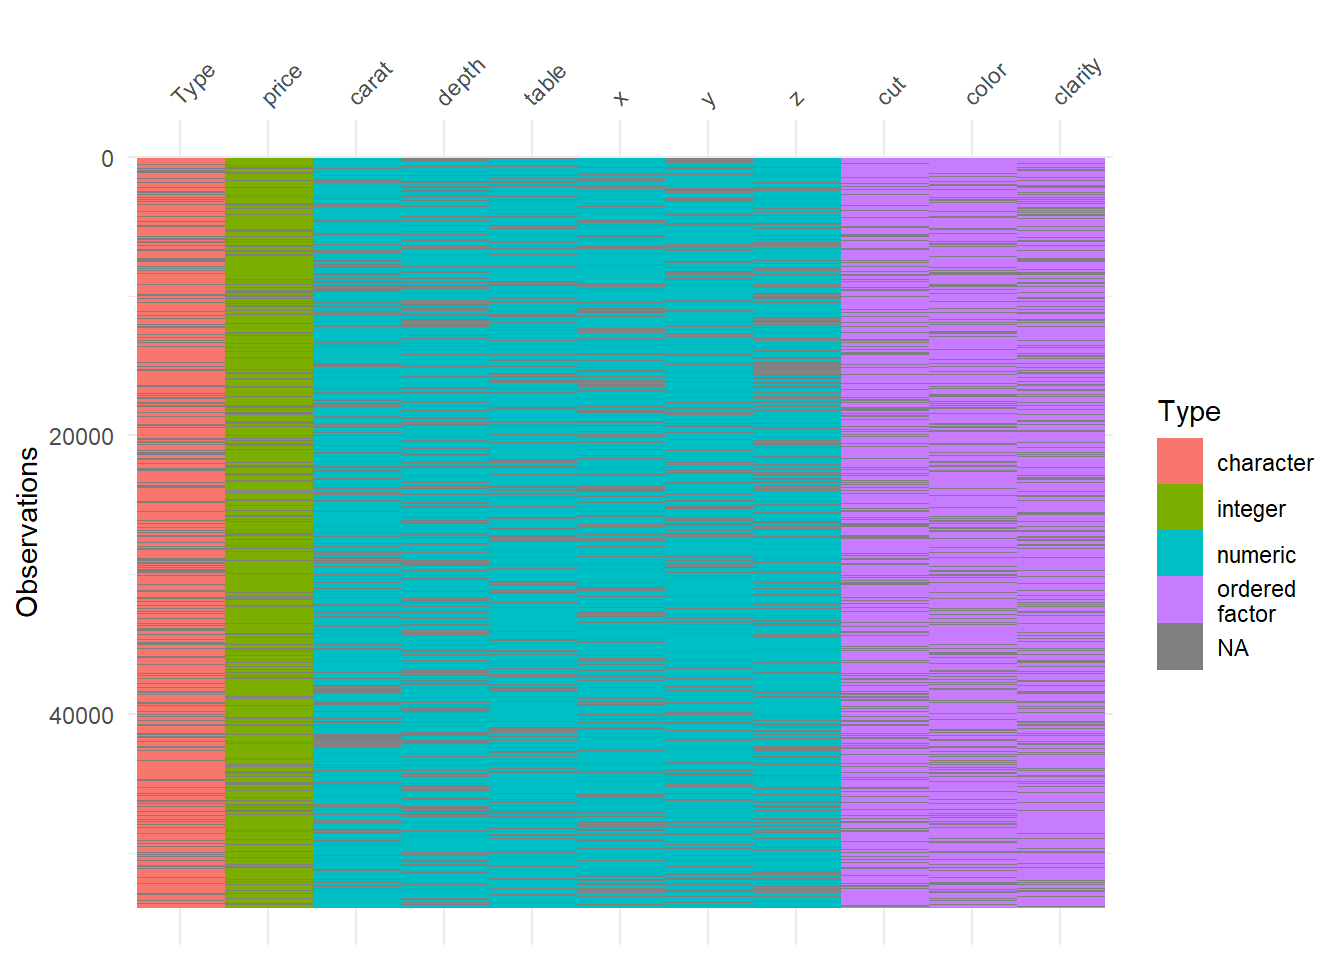 Type price carat depth table x y z cut color clarity
0
20000
40000
Observations
Type
character
integer
numeric
ordered
factor
NA